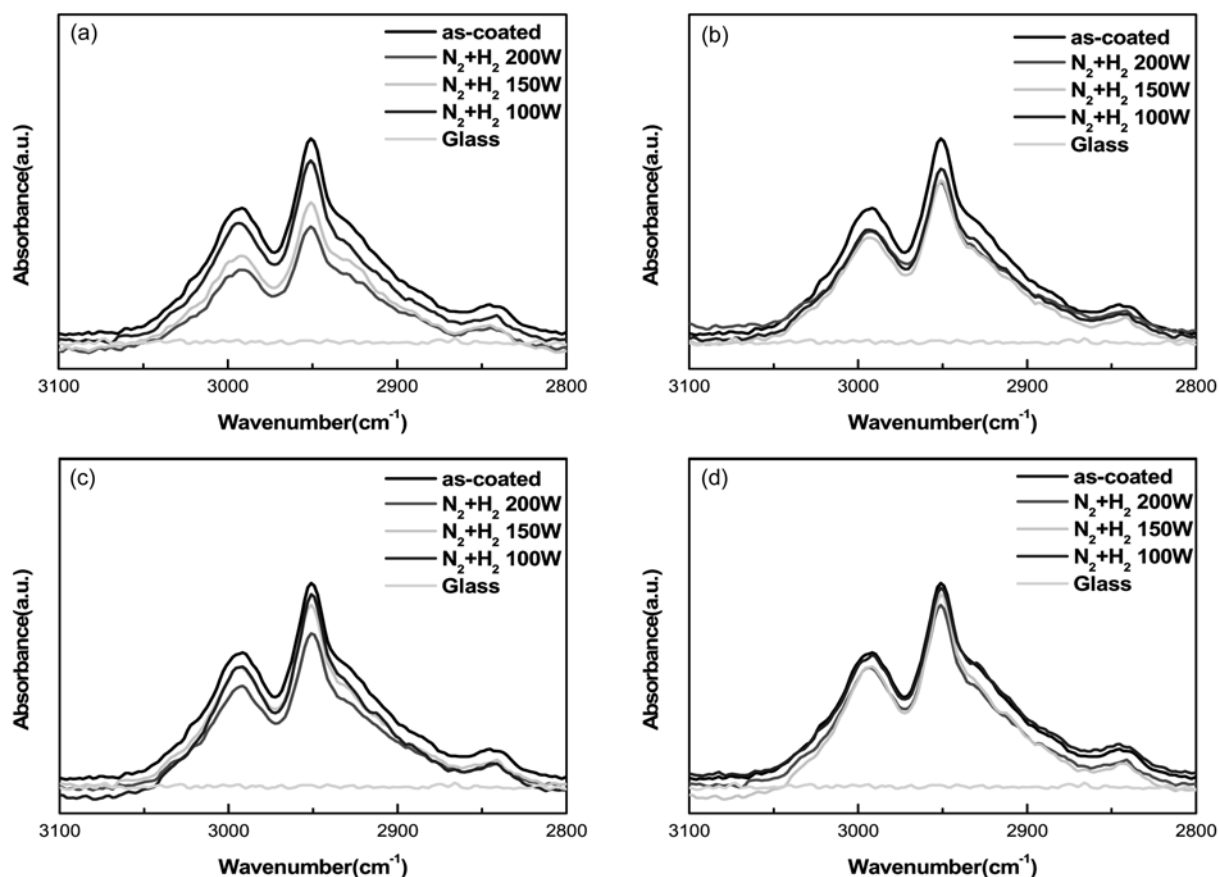 (a)
as-coated
N₂+H₂ 200W
N₂+H₂ 150W
N₂+H₂ 100W
Glass
Absorbance(a.u.)
3100 3000 2900 2800
Wavenumber(cm⁻¹)
(b)
as-coated
N₂+H₂ 200W
N₂+H₂ 150W
N₂+H₂ 100W
Glass
Absorbance(a.u.)
3100 3000 2900 2800
Wavenumber(cm⁻¹)
(c)
as-coated
N₂+H₂ 200W
N₂+H₂ 150W
N₂+H₂ 100W
Glass
Absorbance(a.u.)
3100 3000 2900 2800
Wavenumber(cm⁻¹)
(d)
as-coated
N₂+H₂ 200W
N₂+H₂ 150W
N₂+H₂ 100W
Glass
Absorbance(a.u.)
3100 3000 2900 2800
Wavenumber(cm⁻¹)